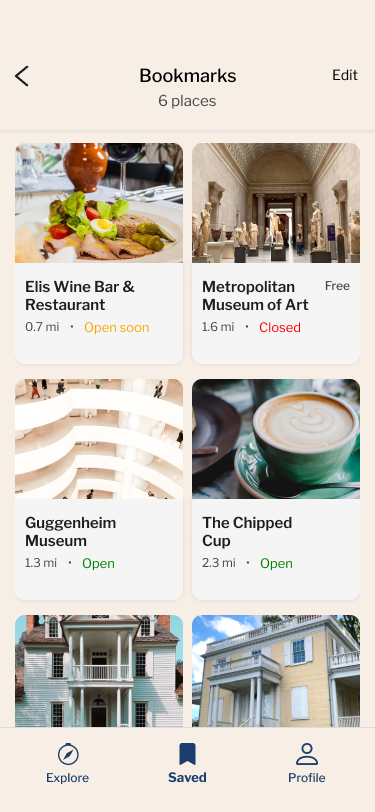 Bookmarks
Edit
6 places
Elis Wine Bar &
Restaurant
0.7 mi • Open soon
Metropolitan Free
Museum of Art
1.6 mi • Closed
Guggenheim
Museum
1.3 mi • Open
The Chipped
Cup
2.3 mi • Open
Explore
Saved
Profile